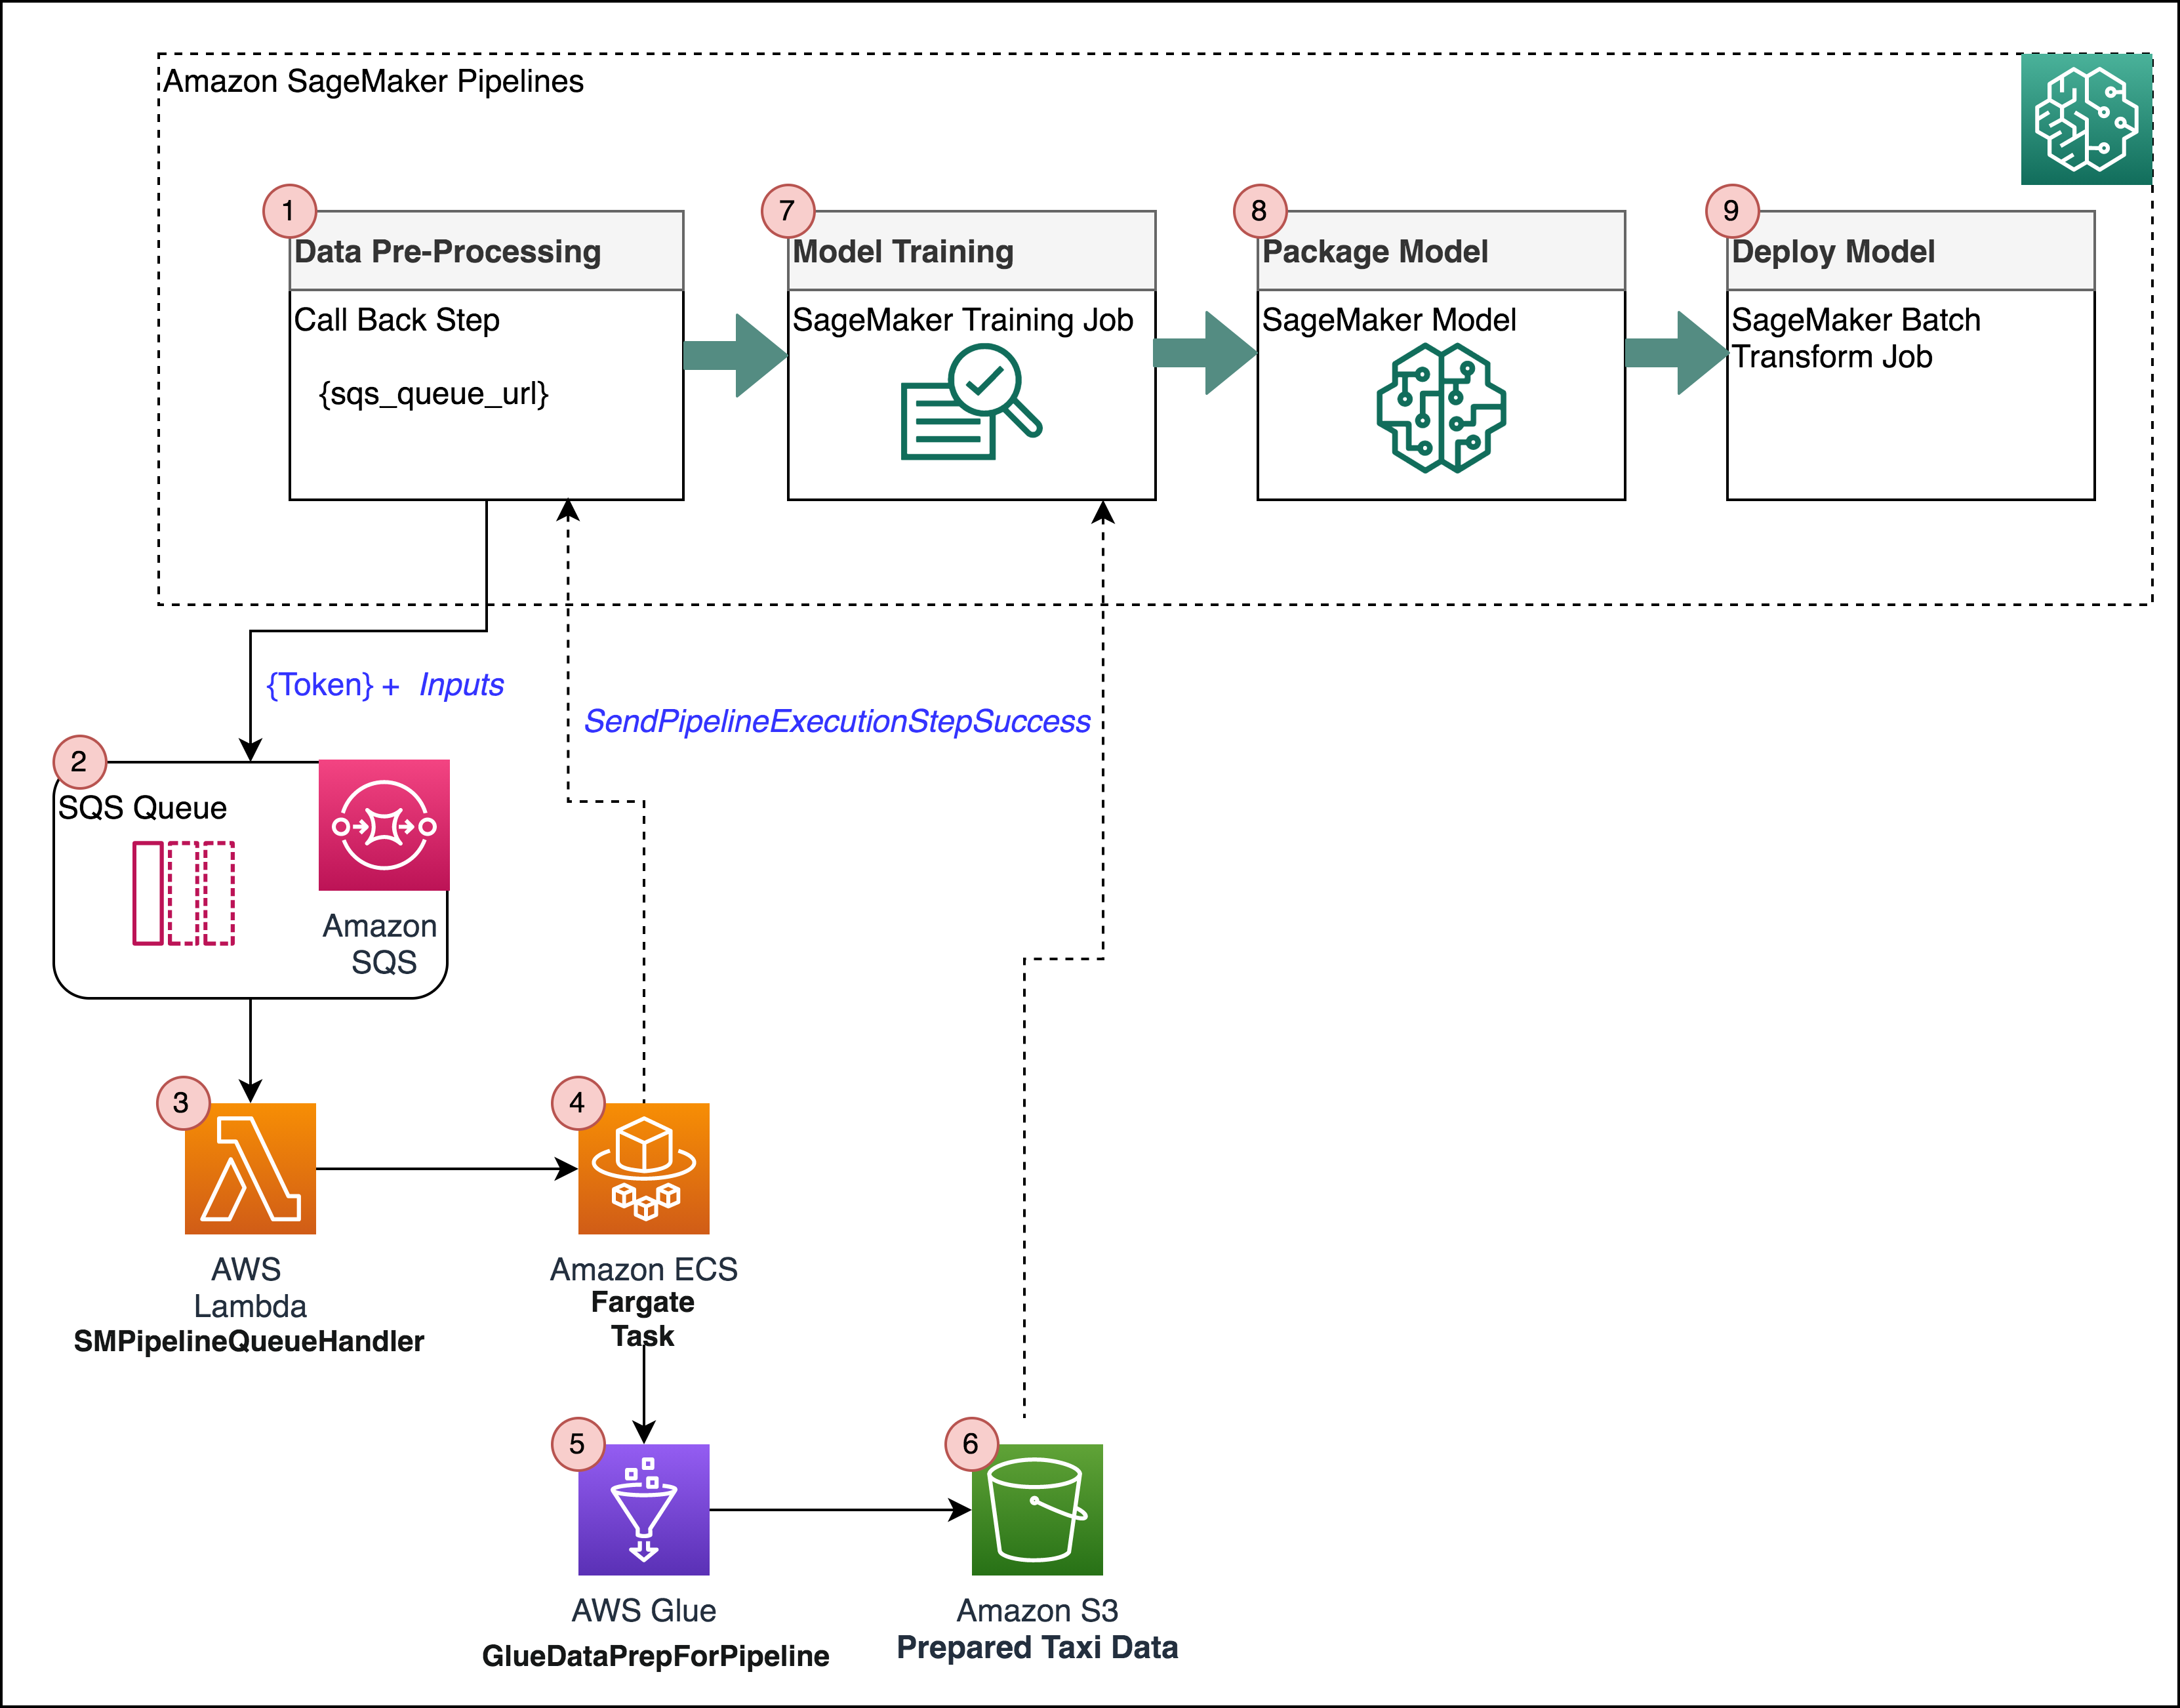 Amazon SageMaker Pipelines
1
Data Pre-Processing
Call Back Step
{sqs_queue_url}
7
Model Training
SageMaker Training Job
8
Package Model
SageMaker Model
9
Deploy Model
SageMaker Batch
Transform Job
{Token} + Inputs
SendPipelineExecutionStepSuccess
2
SQS Queue
Amazon
SQS
3
AWS
Lambda
SMPipelineQueueHandler
4
Amazon ECS
Fargate
Task
5
AWS Glue
GlueDataPrepForPipeline
6
Amazon S3
Prepared Taxi Data